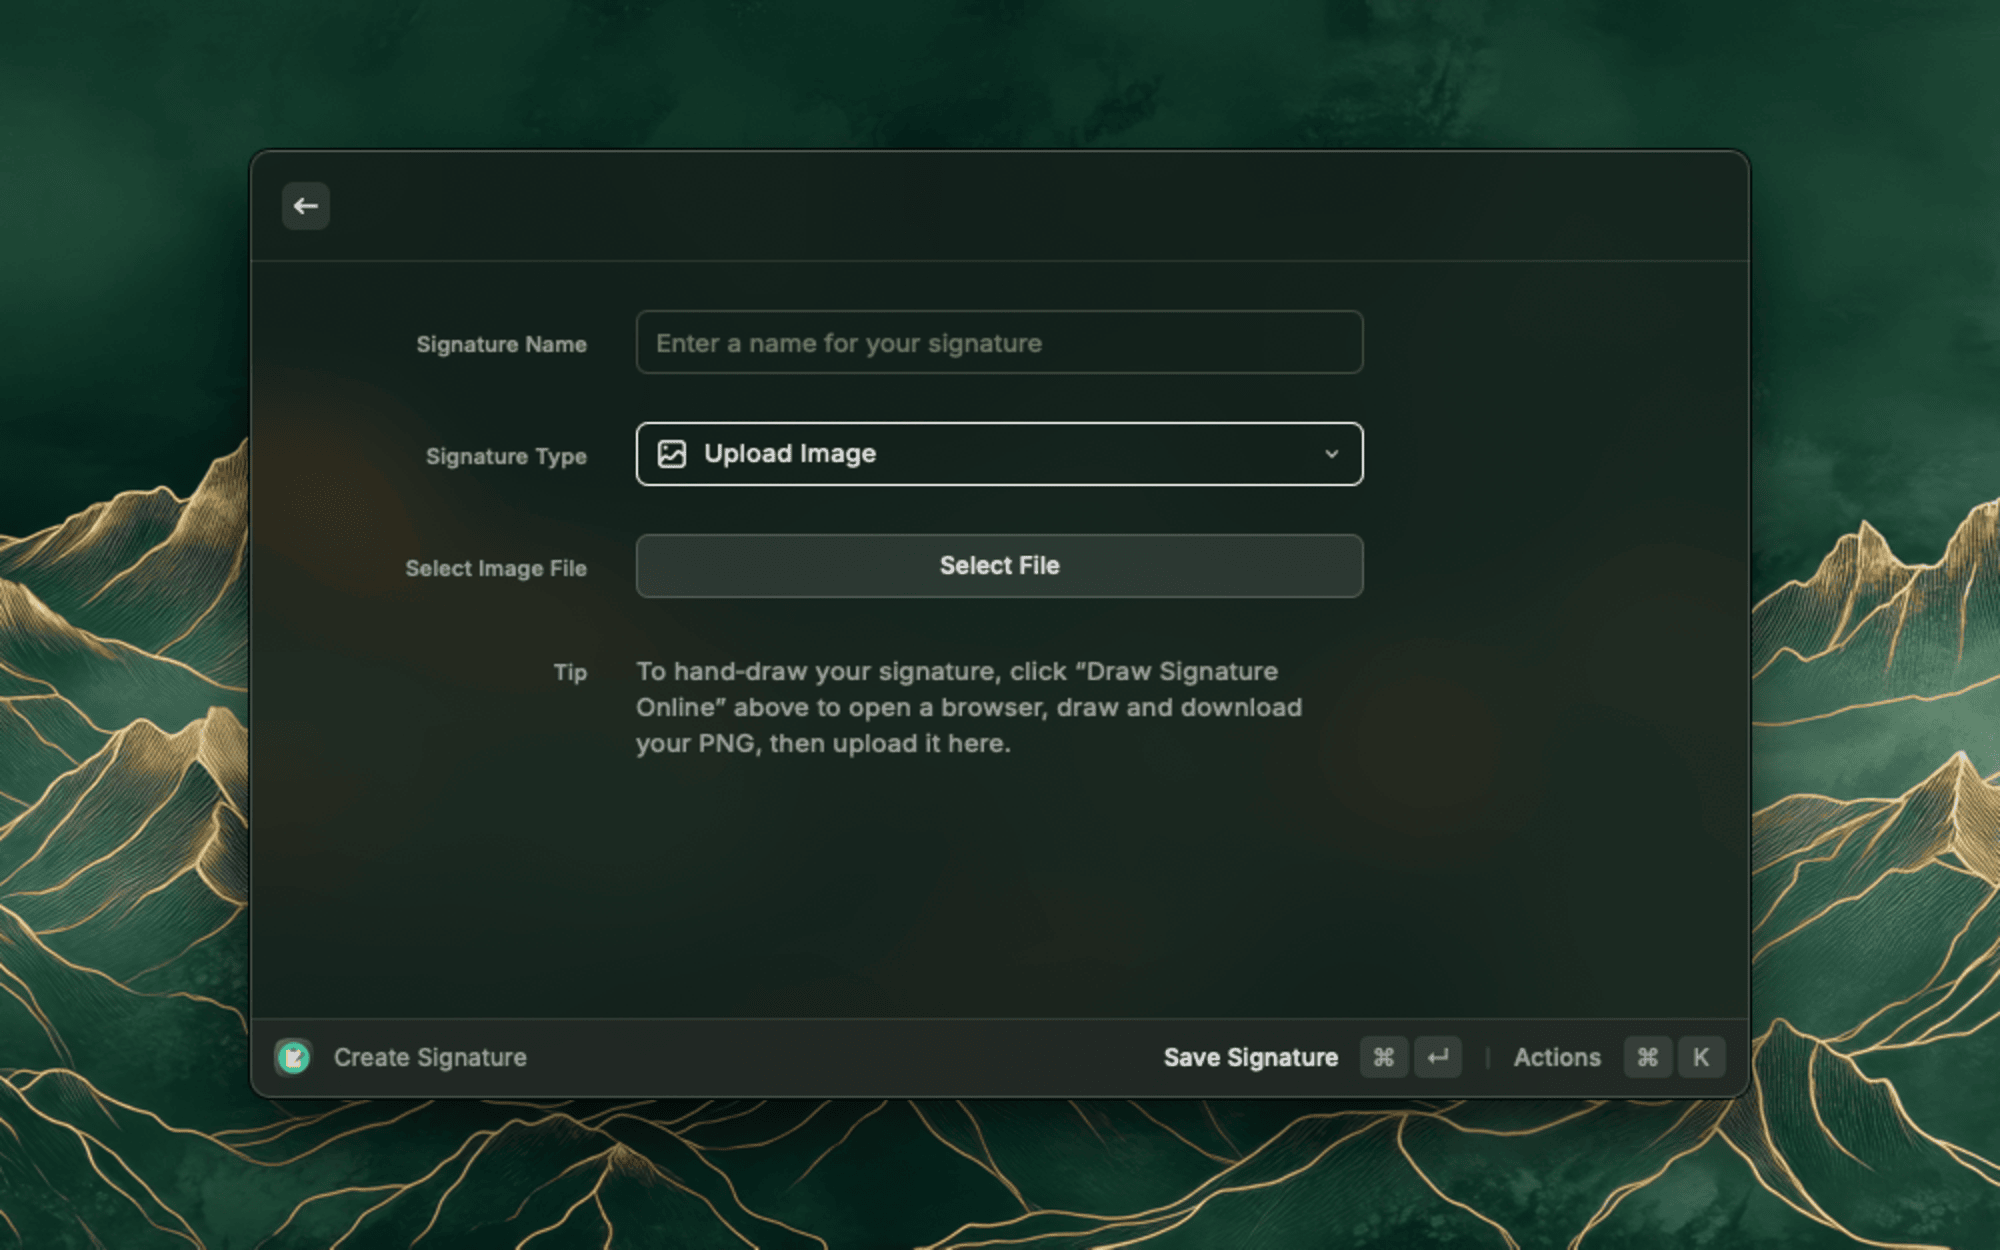 Signature Name
Enter a name for your signature
Signature Type
Upload Image
Select Image File
Select File
Tip
To hand-draw your signature, click “Draw Signature
Online” above to open a browser, draw and download
your PNG, then upload it here.
Create Signature
Save Signature ⌘ ↵ | Actions ⌘ K